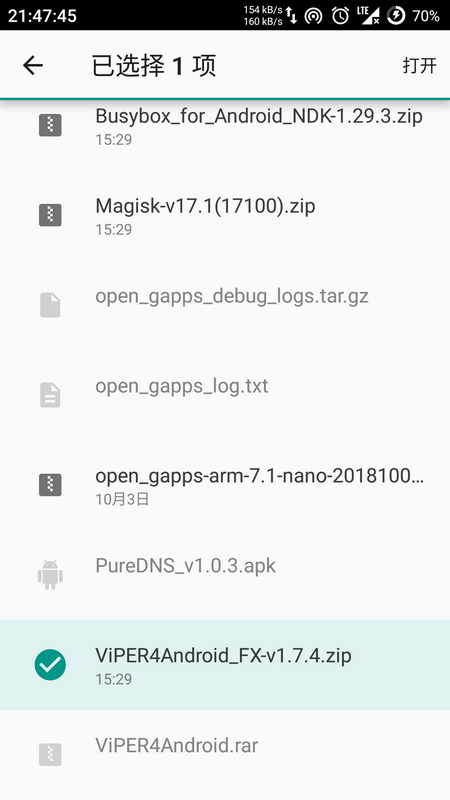 21:47:45
154 kB/s
160 kB/s
LTE
70%
已选择 1 项
打开
Busybox_for_Android_NDK-1.29.3.zip
15:29
Magisk-v17.1(17100).zip
15:29
open_gapps_debug_logs.tar.gz
open_gapps_log.txt
open_gapps-arm-7.1-nano-2018100...
10月3日
PureDNS_v1.0.3.apk
ViPER4Android_FX-v1.7.4.zip
15:29
ViPER4Android.rar